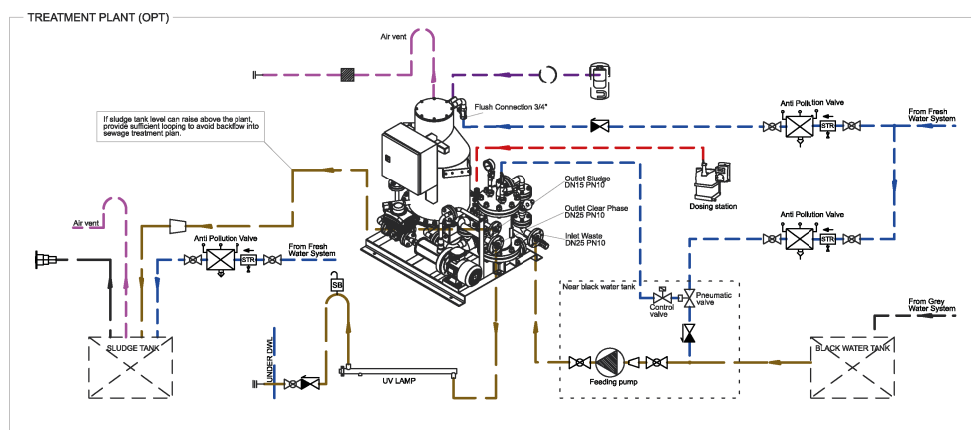 TREATMENT PLANT (OPT)
Air vent
Flush Connection 3/4"
Anti Pollution Valve
From Fresh
Water System
STR
If sludge tank level can raise above the plant,
provide sufficient looping to avoid backflow into
sewage treatment plan.
Outlet Sludge
DN15 PN10
Dosing station
Outlet Clear Phase
DN25 PN10
Anti Pollution Valve
STR
Inlet Waste
DN25 PN10
Air vent
Anti Pollution Valve
From Fresh
Water System
STR
SB
Near black water tank
Control
valve
Pneumatic
valve
From Grey
Water System
SLUDGE TANK
UNDER DWL
UV LAMP
Feeding pump
BLACK WATER TANK